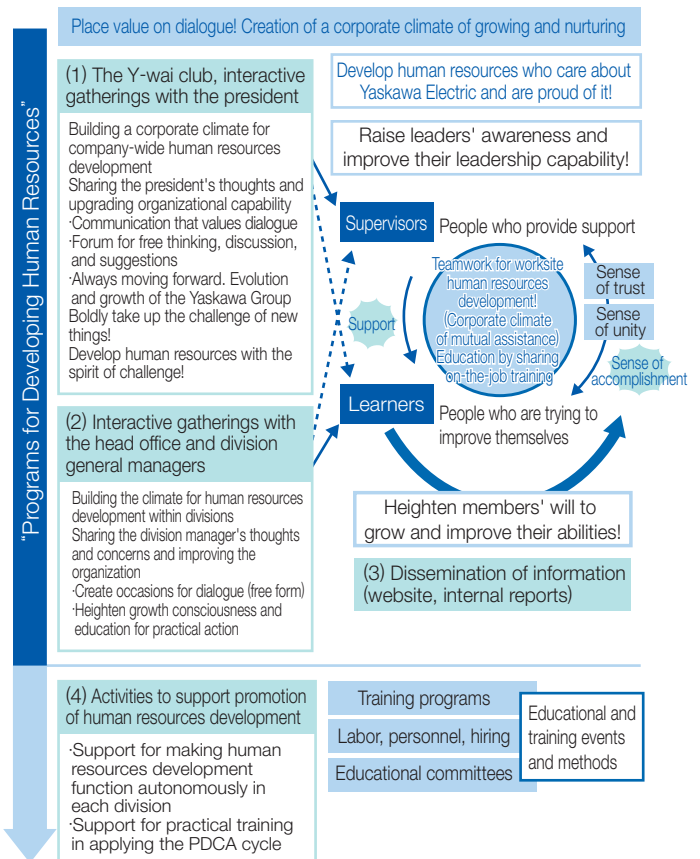 Place value on dialogue! Creation of a corporate climate of growing and nurturing
"Programs for Developing Human Resources"
(1) The Y-wai club, interactive
gatherings with the president
Building a corporate climate for
company-wide human resources
development
Sharing the president's thoughts and
upgrading organizational capability
·Communication that values dialogue
·Forum for free thinking, discussion,
and suggestions
·Always moving forward. Evolution
and growth of the Yaskawa Group
Boldly take up the challenge of new
things!
Develop human resources with the
spirit of challenge!
(2) Interactive gatherings with
the head office and division
general managers
Building the climate for human resources
development within divisions
Sharing the division manager's thoughts
and concerns and improving the
organization
·Create occasions for dialogue (free form)
·Heighten growth consciousness and
education for practical action
Develop human resources who care about
Yaskawa Electric and are proud of it!
Raise leaders' awareness and
improve their leadership capability!
Supervisors
People who provide support
Teamwork for worksite
human resources
development!
(Corporate climate
of mutual assistance)
Education by sharing
on-the-job training
Support
Sense
of trust
Sense
of unity
Sense of
accomplishment
Learners
People who are trying to
improve themselves
Heighten members' will to
grow and improve their abilities!
(3) Dissemination of information
(website, internal reports)
(4) Activities to support promotion
of human resources development
·Support for making human
resources development
function autonomously in
each division
·Support for practical training
in applying the PDCA cycle
Training programs
Labor, personnel, hiring
Educational committees
Educational and
training events
and methods